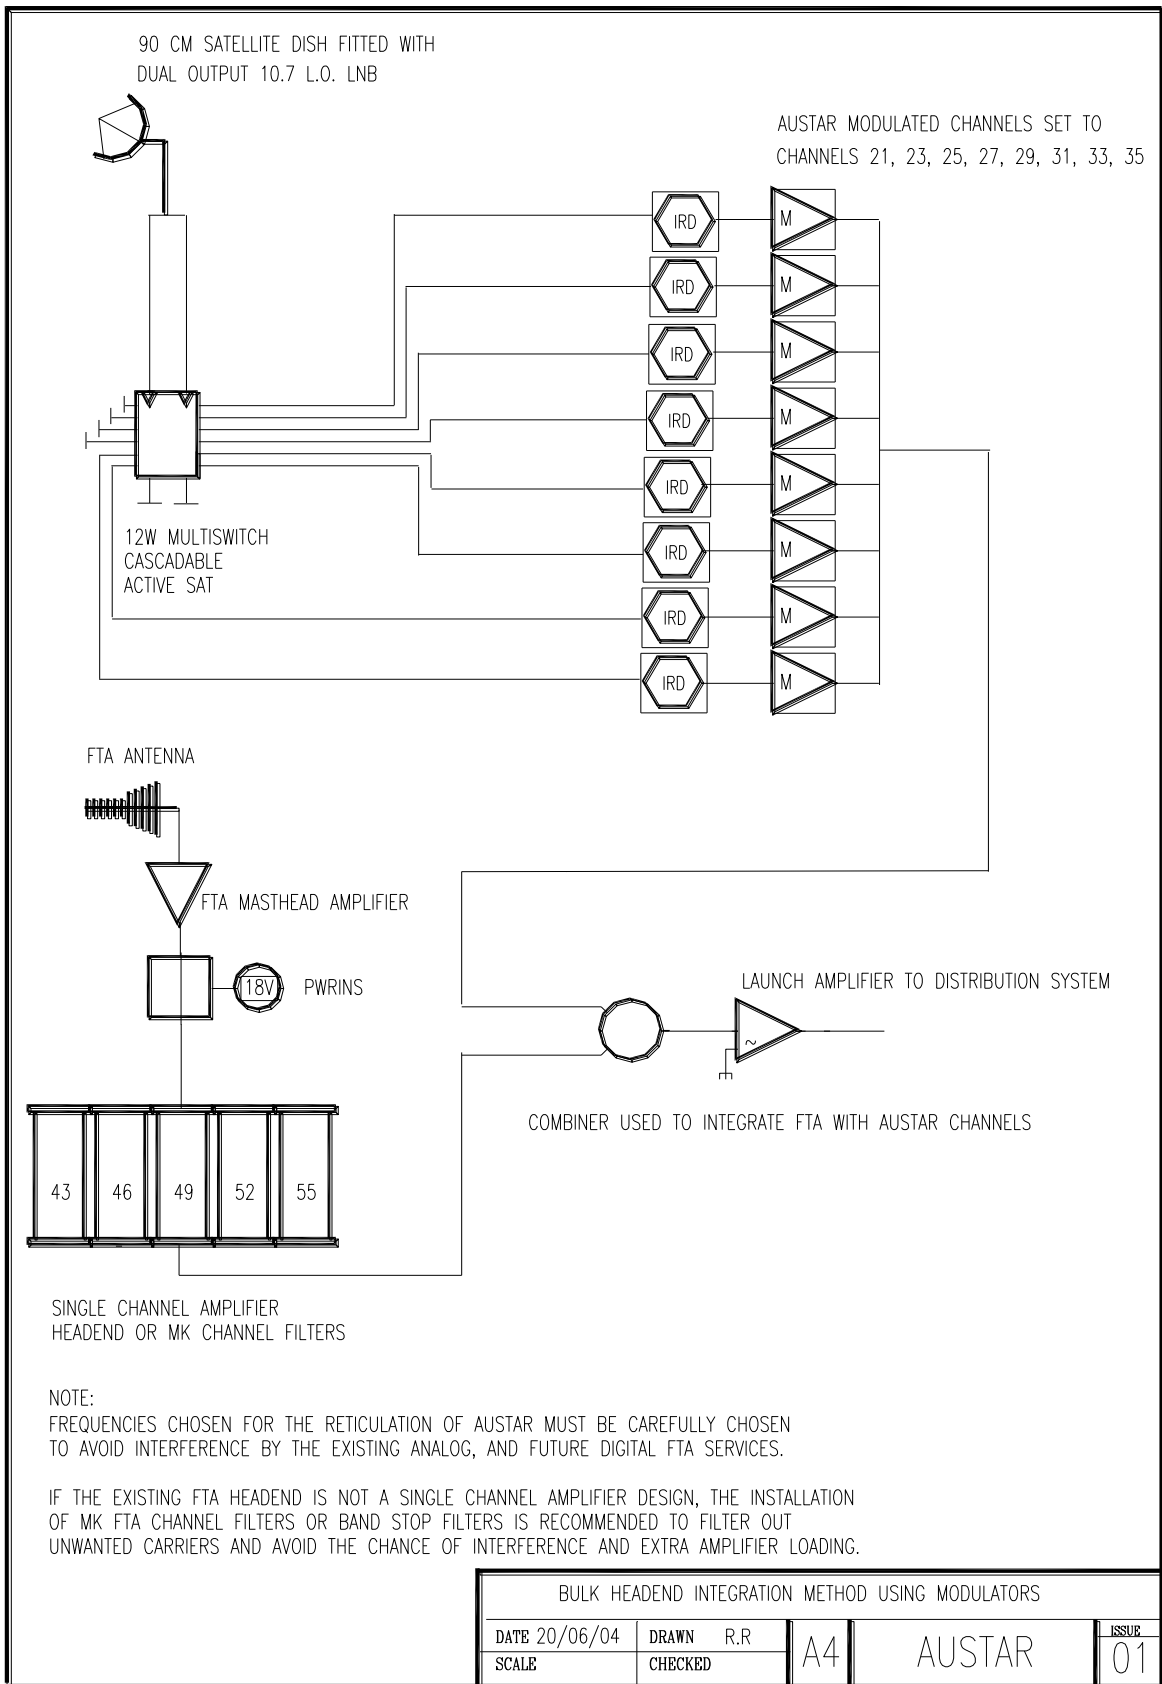 90 CM SATELLITE DISH FITTED WITH
DUAL OUTPUT 10.7 L.O. LNB
AUSTAR MODULATED CHANNELS SET TO
CHANNELS 21, 23, 25, 27, 29, 31, 33, 35
IRD M
IRD M
IRD M
IRD M
IRD M
IRD M
IRD M
IRD M
12W MULTISWITCH
CASCADABLE
ACTIVE SAT
FTA ANTENNA
FTA MASTHEAD AMPLIFIER
18V PWRINS
LAUNCH AMPLIFIER TO DISTRIBUTION SYSTEM
~
COMBINER USED TO INTEGRATE FTA WITH AUSTAR CHANNELS
43 46 49 52 55
SINGLE CHANNEL AMPLIFIER
HEADEND OR MK CHANNEL FILTERS
NOTE:
FREQUENCIES CHOSEN FOR THE RETICULATION OF AUSTAR MUST BE CAREFULLY CHOSEN
TO AVOID INTERFERENCE BY THE EXISTING ANALOG, AND FUTURE DIGITAL FTA SERVICES.
IF THE EXISTING FTA HEADEND IS NOT A SINGLE CHANNEL AMPLIFIER DESIGN, THE INSTALLATION
OF MK FTA CHANNEL FILTERS OR BAND STOP FILTERS IS RECOMMENDED TO FILTER OUT
UNWANTED CARRIERS AND AVOID THE CHANCE OF INTERFERENCE AND EXTRA AMPLIFIER LOADING.
BULK HEADEND INTEGRATION METHOD USING MODULATORS
DATE 20/06/04 DRAWN R.R A4 AUSTAR ISSUE 01
SCALE CHECKED